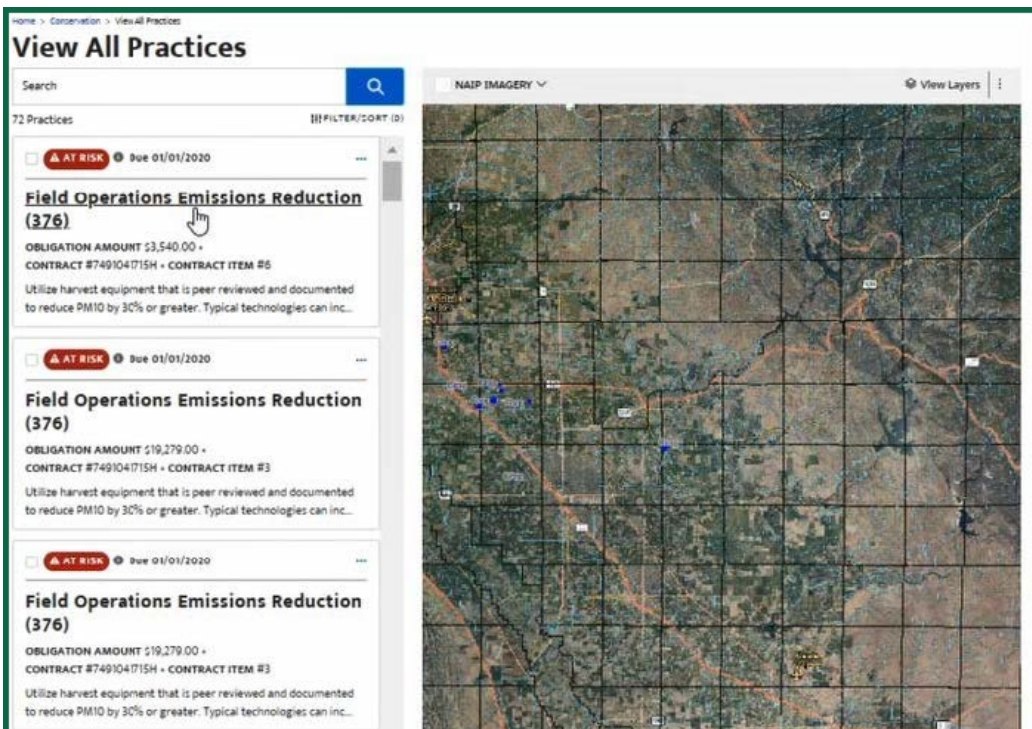 Home > Conservation > View All Practices
View All Practices
Search
72 Practices
FILTER/SORT (0)
AT RISK Due 01/01/2020
Field Operations Emissions Reduction
(376)
OBLIGATION AMOUNT $3,540.00 •
CONTRACT #7491041715H • CONTRACT ITEM #6
Utilize harvest equipment that is peer reviewed and documented
to reduce PM10 by 30% or greater. Typical technologies can inc...
AT RISK Due 01/01/2020
Field Operations Emissions Reduction
(376)
OBLIGATION AMOUNT $19,279.00 •
CONTRACT #7491041715H • CONTRACT ITEM #3
Utilize harvest equipment that is peer reviewed and documented
to reduce PM10 by 30% or greater. Typical technologies can inc...
AT RISK Due 01/01/2020
Field Operations Emissions Reduction
(376)
OBLIGATION AMOUNT $19,279.00 •
CONTRACT #7491041715H • CONTRACT ITEM #3
Utilize harvest equipment that is peer reviewed and documented
to reduce PM10 by 30% or greater. Typical technologies can inc...
NAIP IMAGERY
View Layers